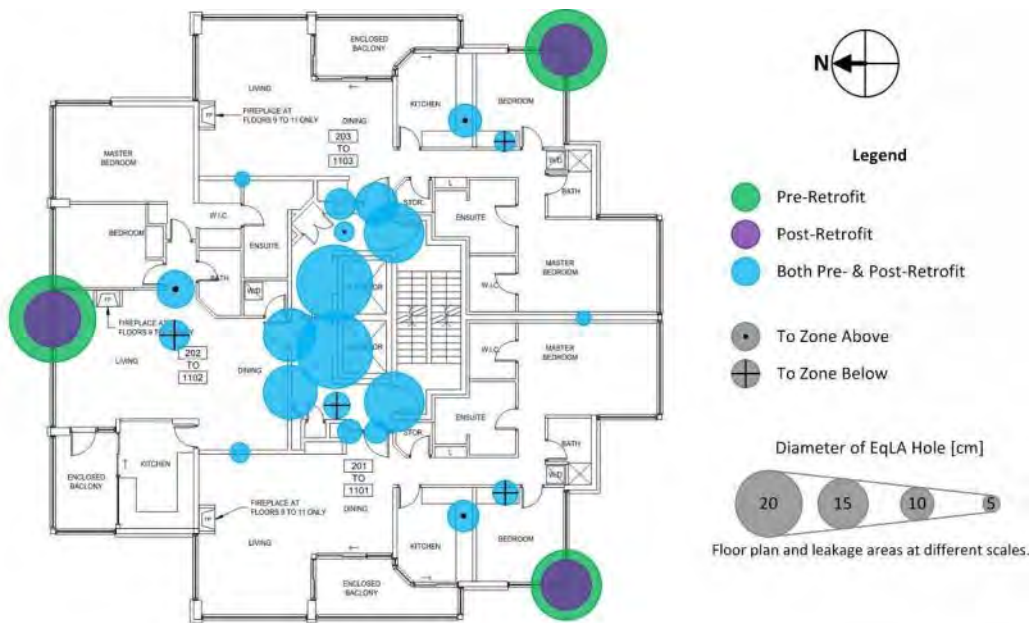 ENCLOSED
BACLONY
LIVING
KITCHEN
BEDROOM
FIREPLACE AT
FLOORS 9 TO 11 ONLY
FP
DINING
203
TO
1103
MASTER
BEDROOM
W/D
BATH
STOR.
L
ENSUITE
W.I.C.
BEDROOM
ENSUITE
BATH
W/D
MASTER
BEDROOM
W.I.C.
FP
FIREPLACE AT
LIVING
202
TO
1102
DINING
W.I.C.
MASTER
BEDROOM
ENSUITE
STOR.
L
BATH
W/D
KITCHEN
ENCLOSED
BACLONY
201
TO
1101
FIREPLACE AT
FLOORS 9 TO 11 ONLY
FP
DINING
LIVING
KITCHEN
BEDROOM
ENCLOSED
BACLONY
N
Legend
Pre-Retrofit
Post-Retrofit
Both Pre- & Post-Retrofit
To Zone Above
To Zone Below
Diameter of EqLA Hole [cm]
20 15 10 5
Floor plan and leakage areas at different scales.